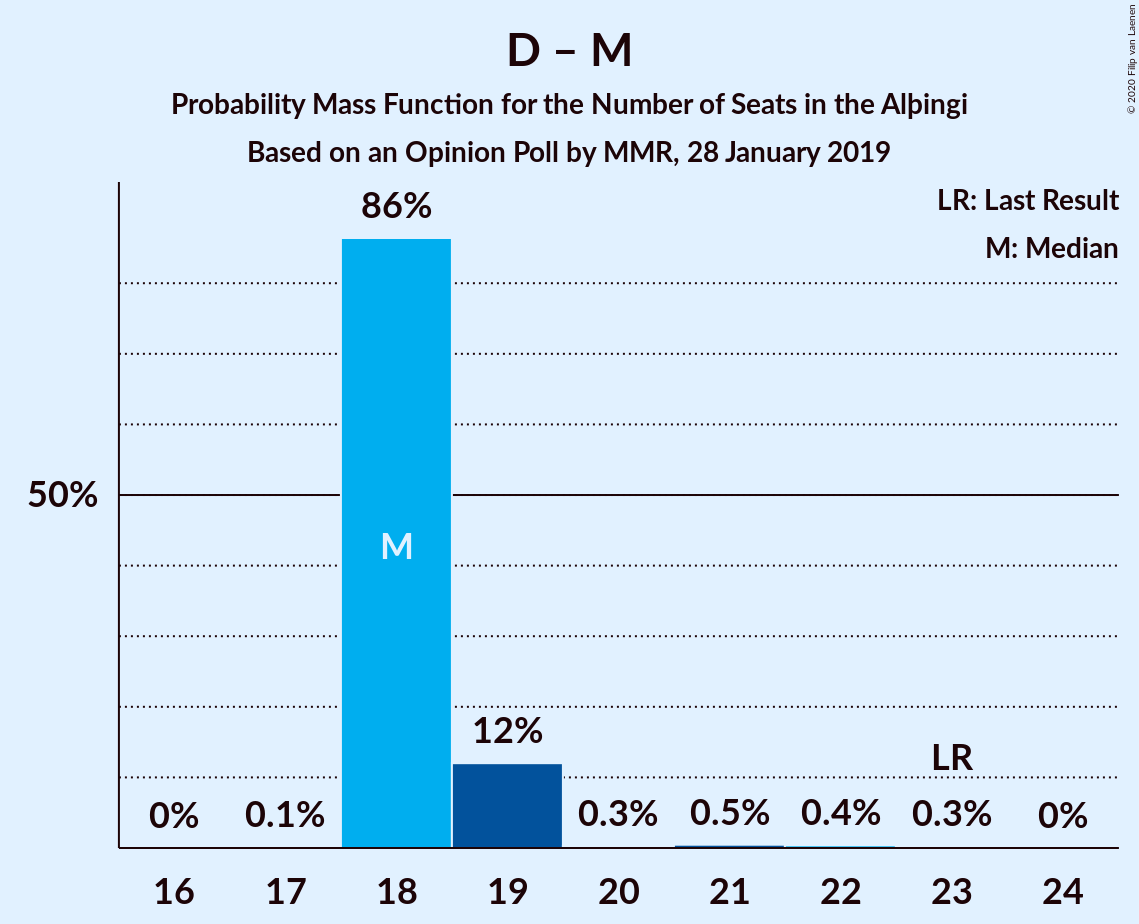 D – M
Probability Mass Function for the Number of Seats in the Alþingi
Based on an Opinion Poll by MMR, 28 January 2019
© 2020 Filip van Laenen
LR: Last Result
M: Median
86%
50%
M
12%
LR
0%
0.1%
0.3%
0.5%
0.4%
0.3%
0%
16
17
18
19
20
21
22
23
24